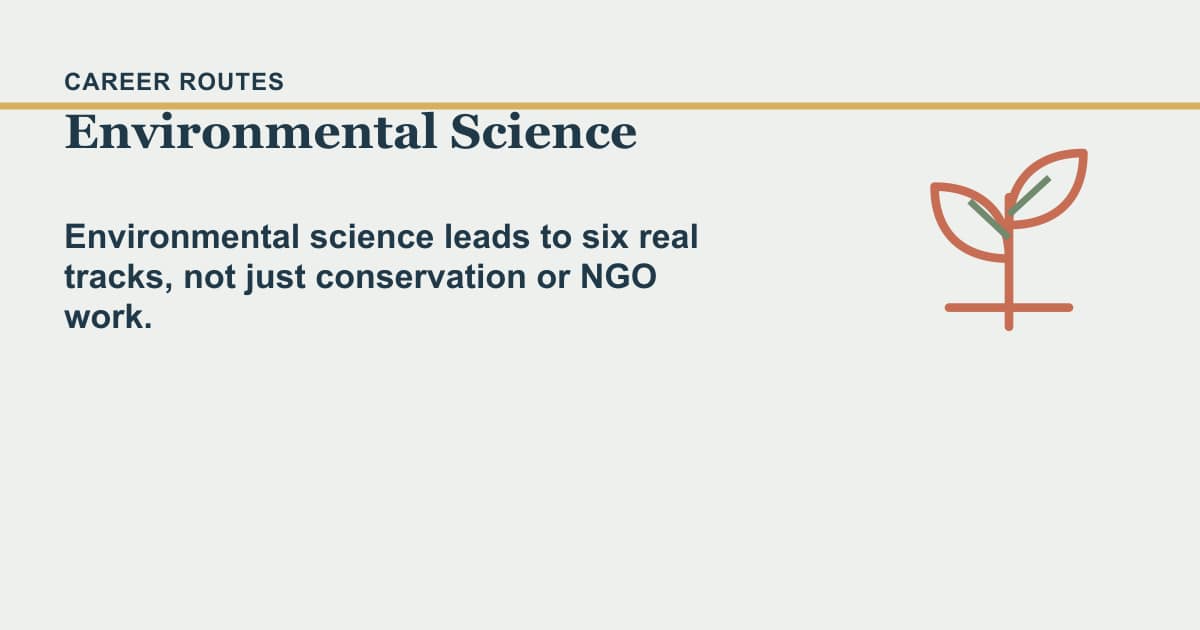 CAREER ROUTES
Environmental Science
Environmental science leads to six real
tracks, not just conservation or NGO
work.